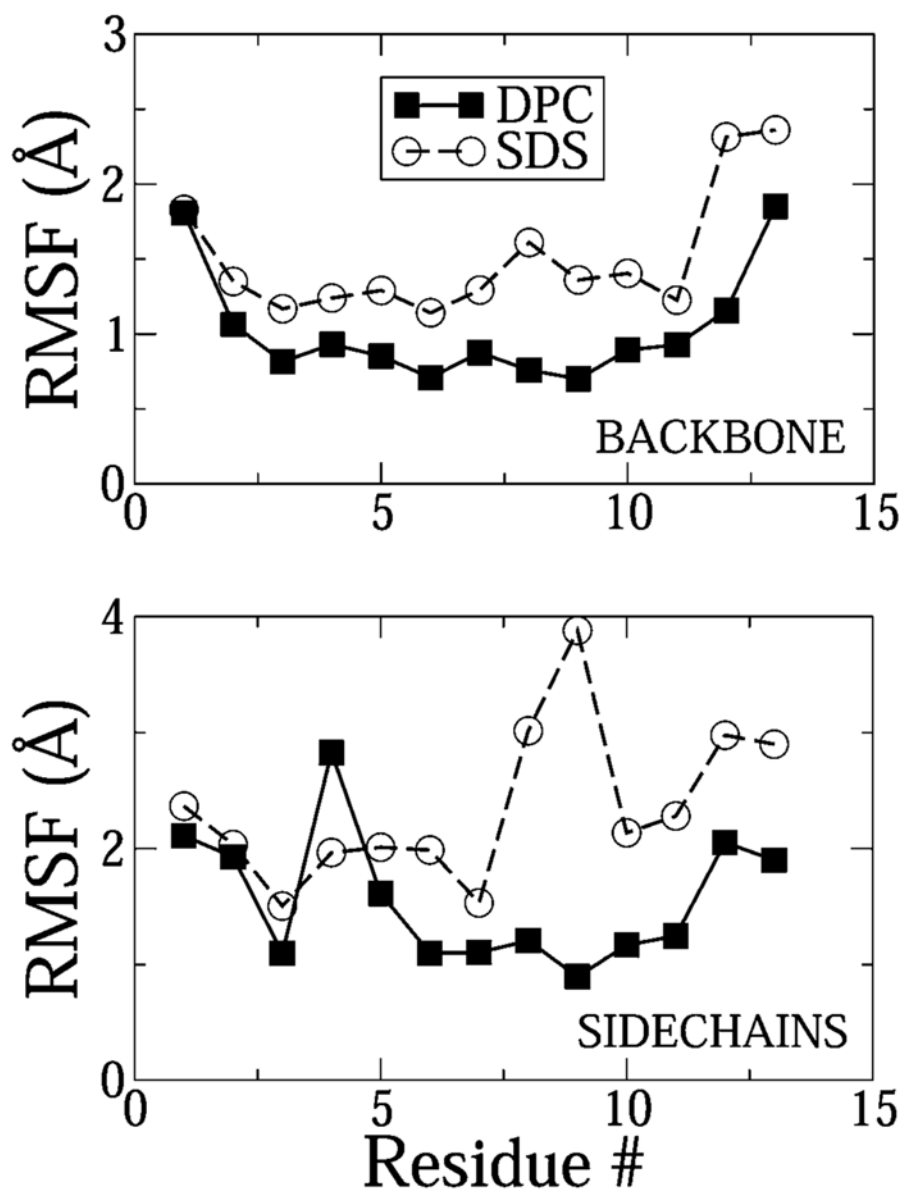 3
2
1
0
RMSF (Å)
DPC
SDS
BACKBONE
0 5 10 15
4
2
0
RMSF (Å)
SIDECHAINS
0 5 10 15
Residue #